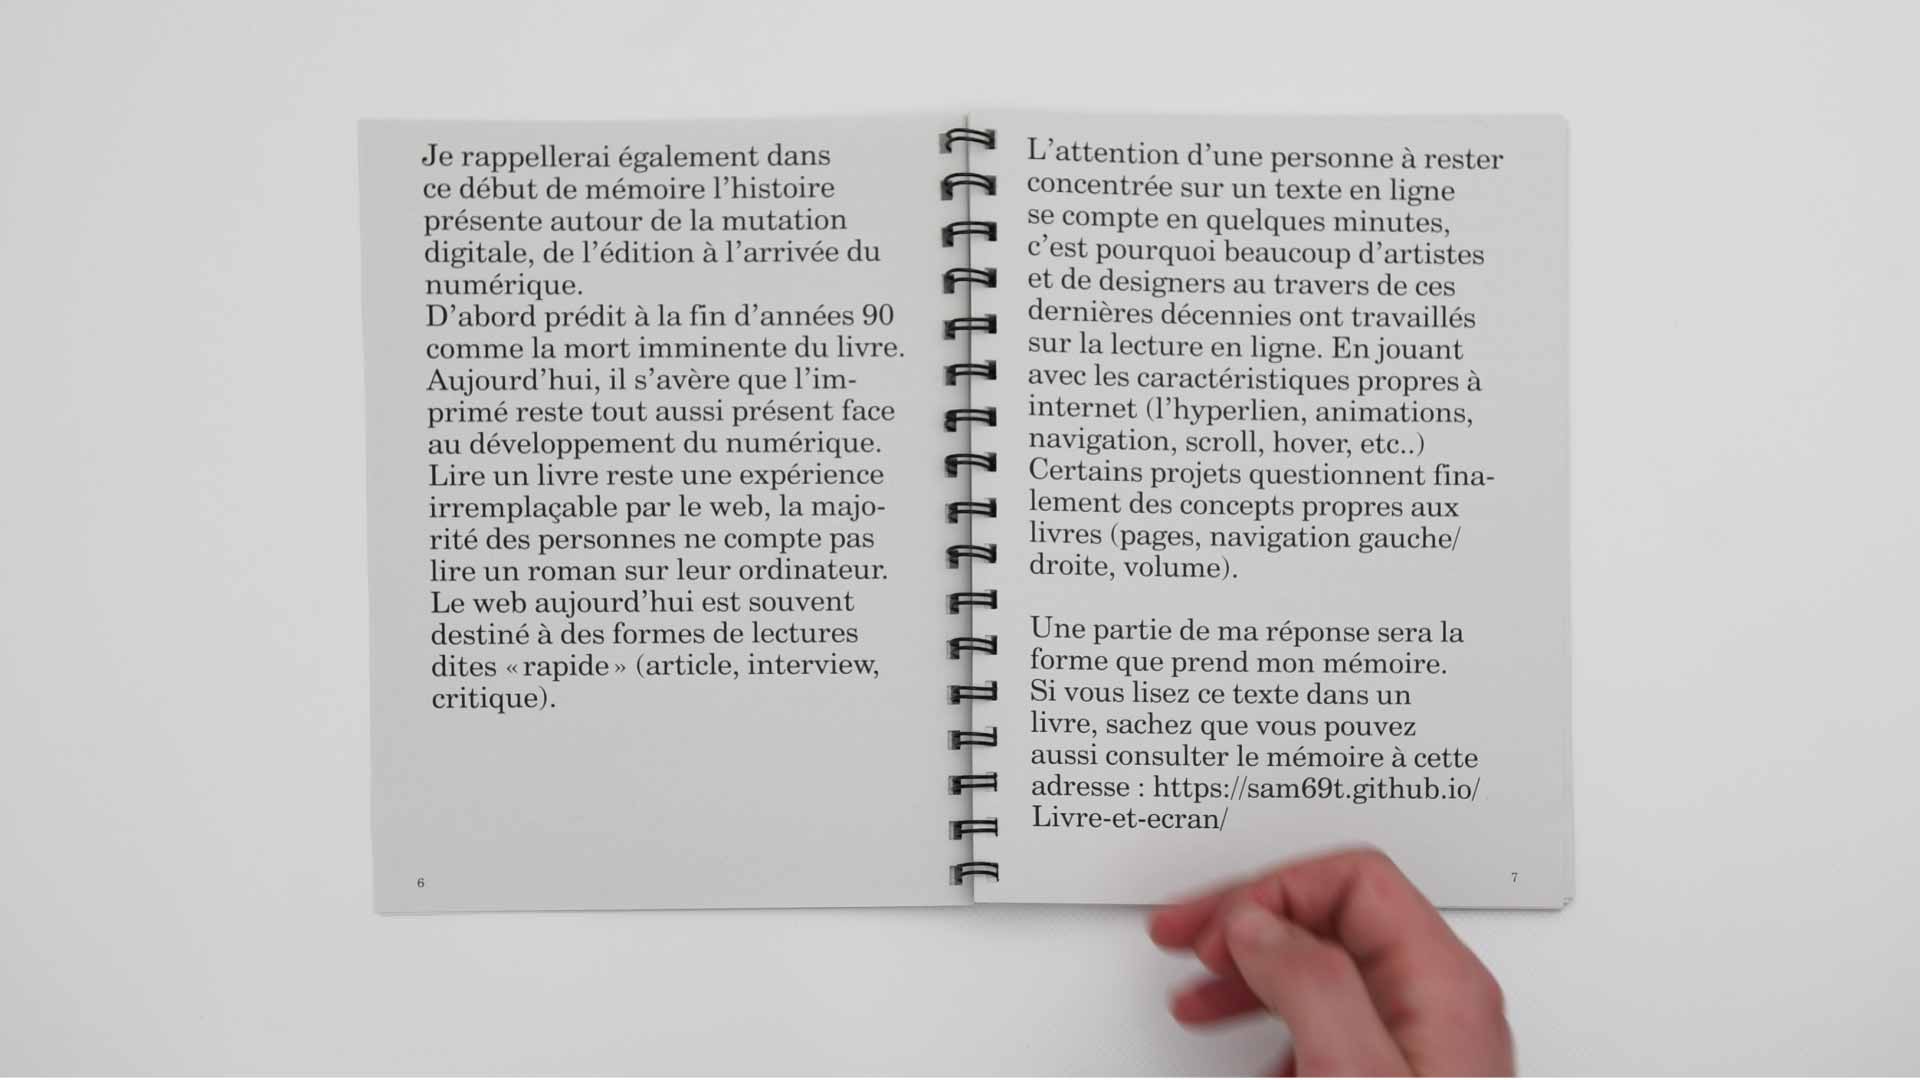 Je rappellerai également dans
ce début de mémoire l’histoire
présente autour de la mutation
digitale, de l’édition à l’arrivée du
numérique.
D’abord prédit à la fin d’années 90
comme la mort imminente du livre.
Aujourd’hui, il s’avère que l’im-
primé reste tout aussi présent face
au développement du numérique.
Lire un livre reste une expérience
irremplaçable par le web, la majo-
rité des personnes ne compte pas
lire un roman sur leur ordinateur.
Le web aujourd’hui est souvent
destiné à des formes de lectures
dites « rapide » (article, interview,
critique).
6
L’attention d’une personne à rester
concentrée sur un texte en ligne
se compte en quelques minutes,
c’est pourquoi beaucoup d’artistes
et de designers au travers de ces
dernières décennies ont travaillés
sur la lecture en ligne. En jouant
avec les caractéristiques propres à
internet (l’hyperlien, animations,
navigation, scroll, hover, etc..)
Certains projets questionnent fina-
lement des concepts propres aux
livres (pages, navigation gauche/
droite, volume).
Une partie de ma réponse sera la
forme que prend mon mémoire.
Si vous lisez ce texte dans un
livre, sachez que vous pouvez
aussi consulter le mémoire à cette
adresse : https://sam69t.github.io/
Livre-et-ecran/
7